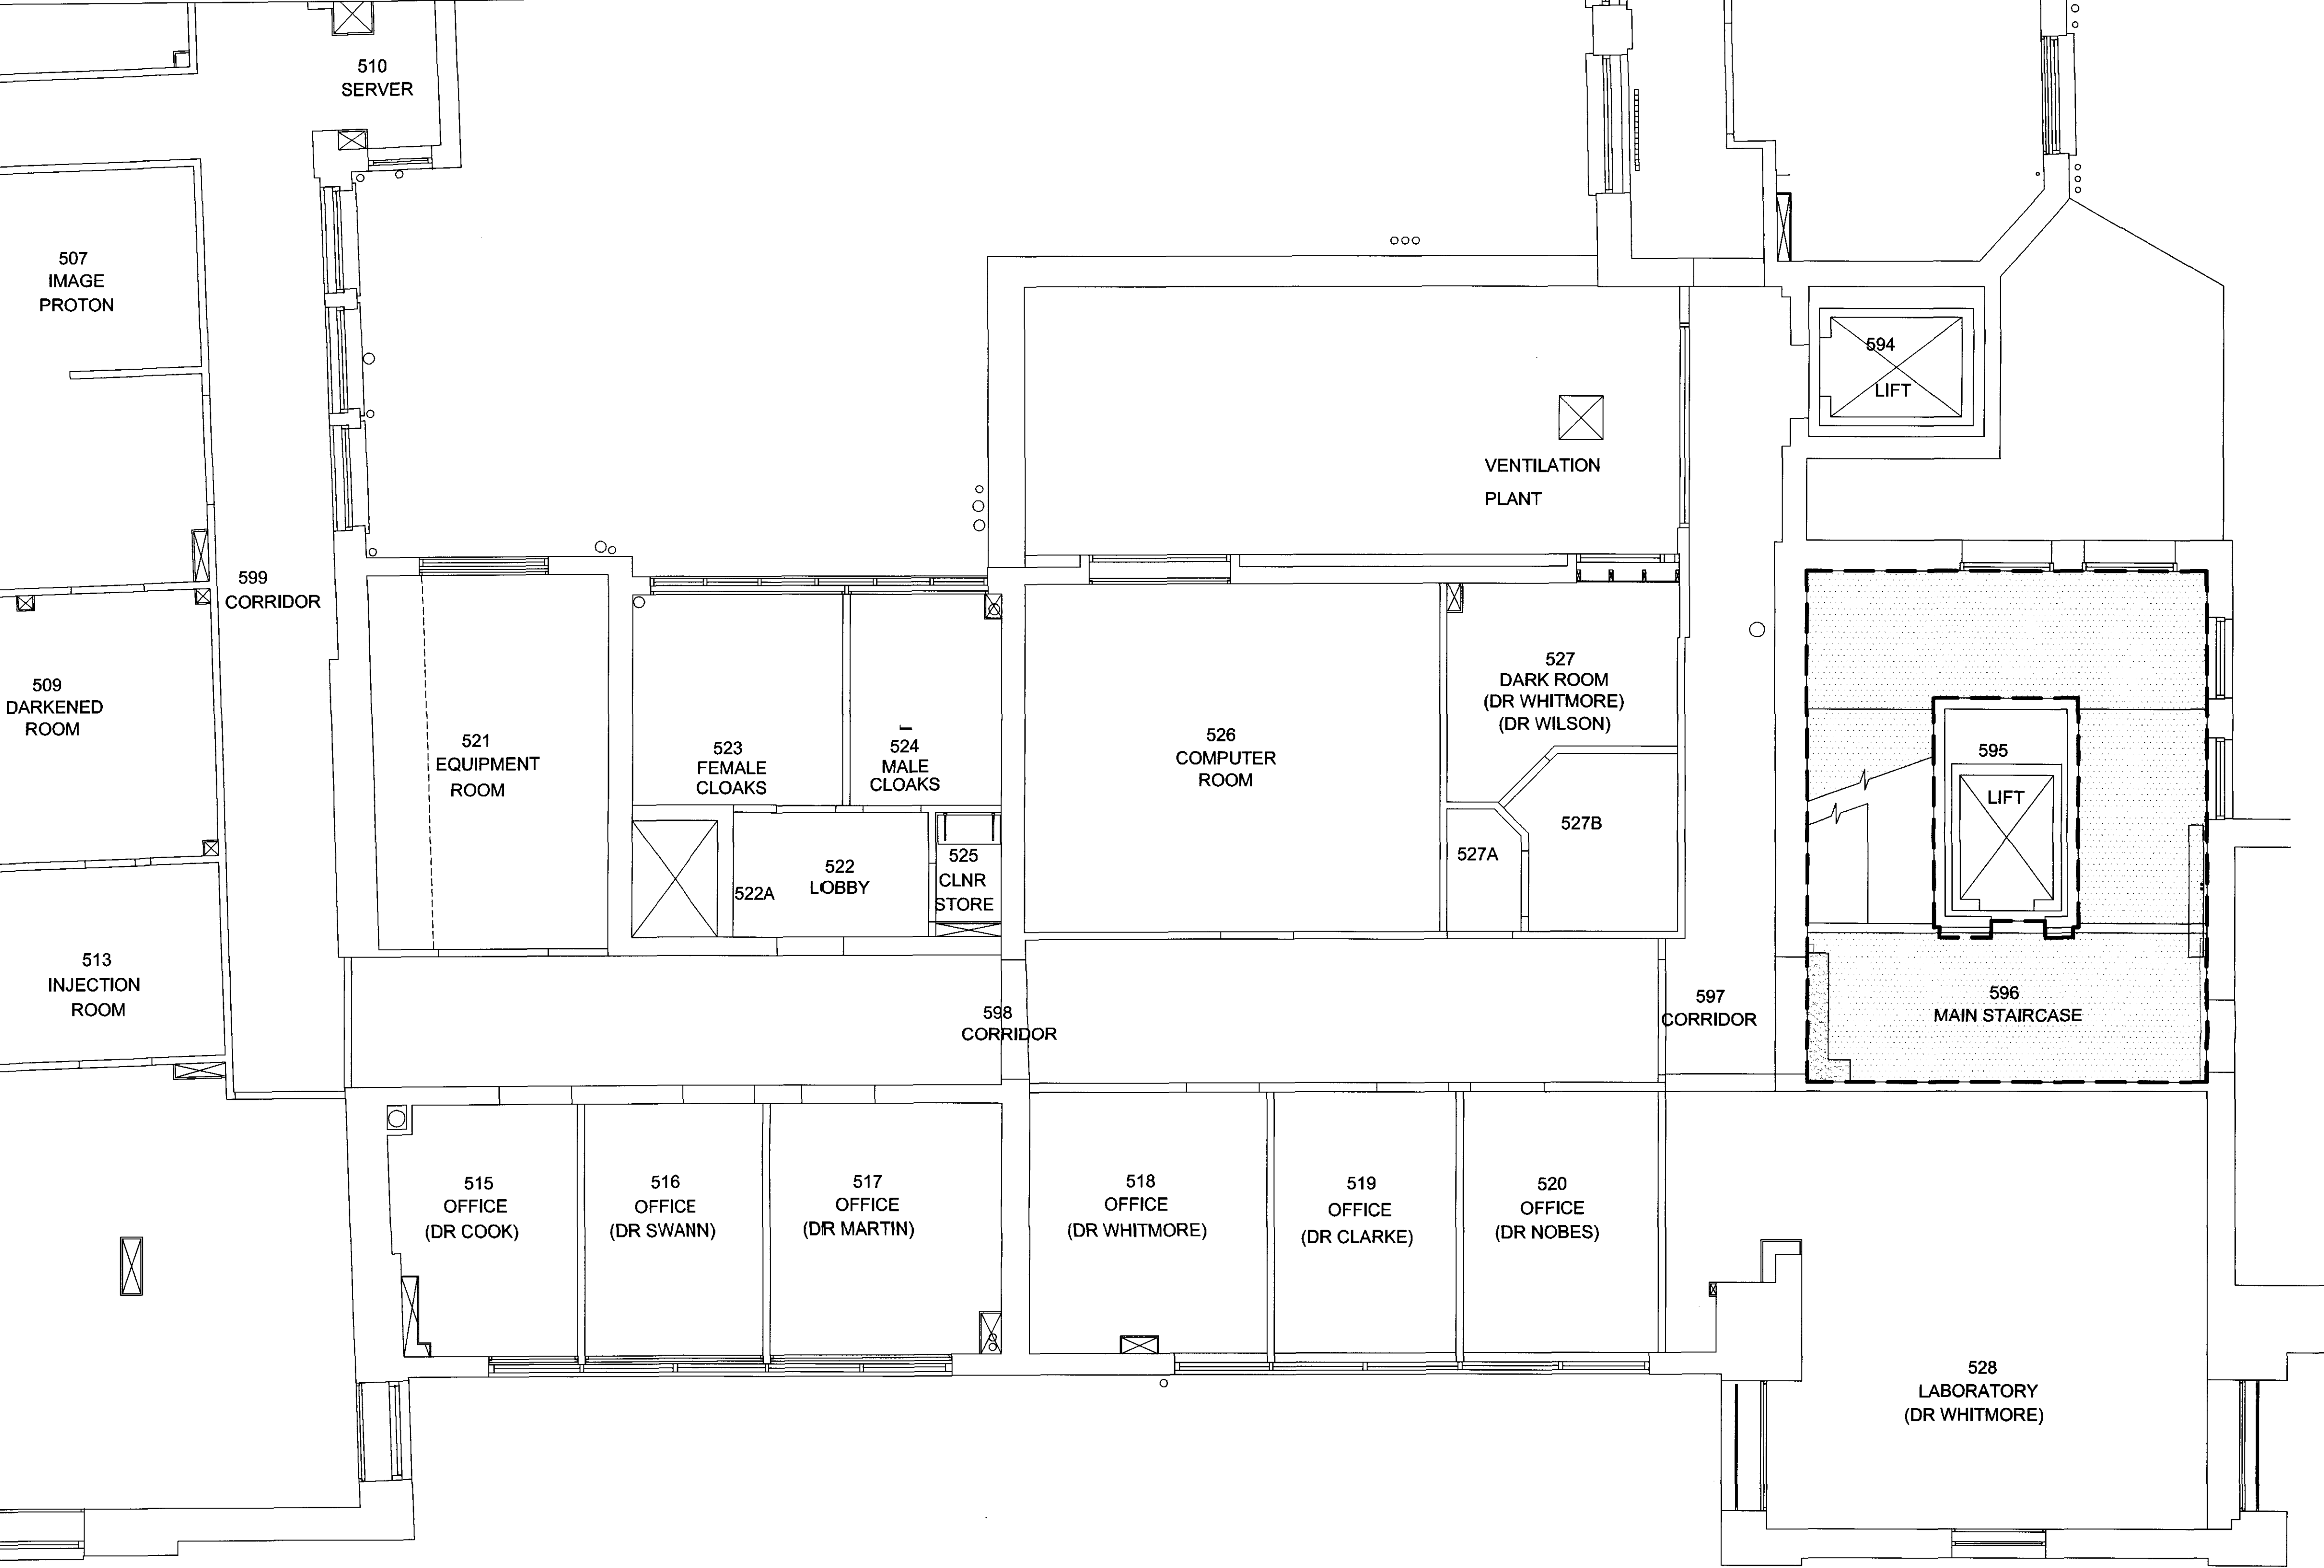 510
SERVER
507
IMAGE
PROTON
594
LIFT
VENTILATION
PLANT
599
CORRIDOR
509
DARKENED
ROOM
521
EQUIPMENT
ROOM
523
FEMALE
CLOAKS
524
MALE
CLOAKS
526
COMPUTER
ROOM
527
DARK ROOM
(DR WHITMORE)
(DR WILSON)
595
LIFT
522A
522
LOBBY
525
CLNR
STORE
527A
527B
513
INJECTION
ROOM
598
CORRIDOR
597
CORRIDOR
596
MAIN STAIRCASE
515
OFFICE
(DR COOK)
516
OFFICE
(DR SWANN)
517
OFFICE
(DR MARTIN)
518
OFFICE
(DR WHITMORE)
519
OFFICE
(DR CLARKE)
520
OFFICE
(DR NOBES)
528
LABORATORY
(DR WHITMORE)